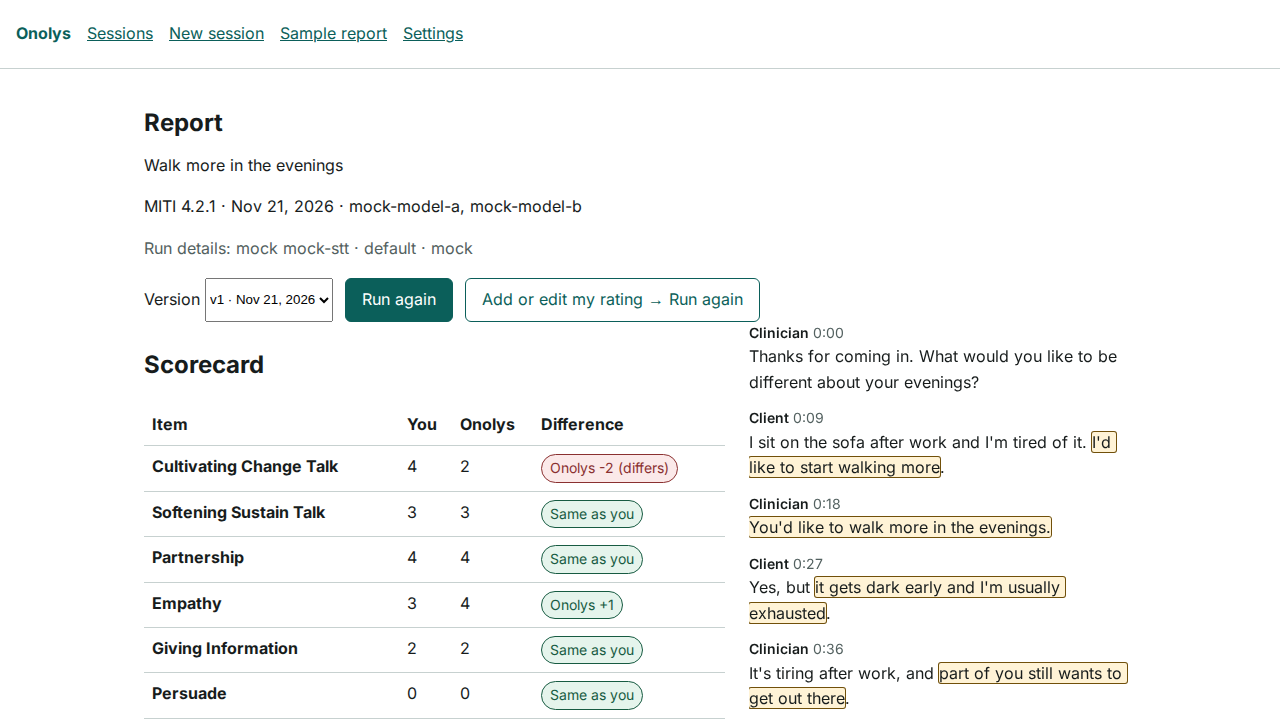 Onolys Sessions New session Sample report Settings
Report
Walk more in the evenings
MITI 4.2.1 · Nov 21, 2026 · mock-model-a, mock-model-b
Run details: mock mock-stt · default · mock
Version v1 · Nov 21, 2026 Run again Add or edit my rating → Run again
Scorecard
Item You Onolys Difference
Cultivating Change Talk 4 2 Onolys -2 (differs)
Softening Sustain Talk 3 3 Same as you
Partnership 4 4 Same as you
Empathy 3 4 Onolys +1
Giving Information 2 2 Same as you
Persuade 0 0 Same as you
Clinician 0:00
Thanks for coming in. What would you like to be
different about your evenings?
Client 0:09
I sit on the sofa after work and I'm tired of it. I'd
like to start walking more.
Clinician 0:18
You'd like to walk more in the evenings.
Client 0:27
Yes, but it gets dark early and I'm usually
exhausted.
Clinician 0:36
It's tiring after work, and part of you still wants to
get out there.